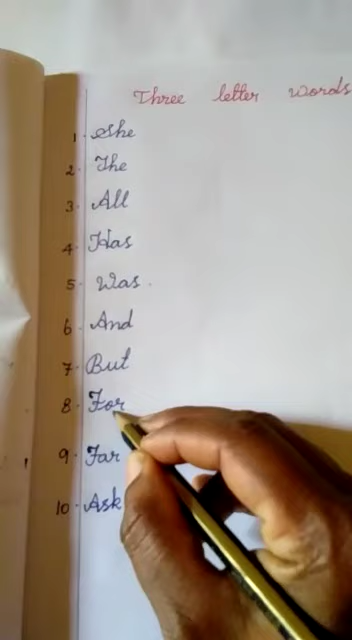 Three letter words
1. She
2. The
3. All
4. Has
5. Was.
6. And
7. But
8. For
9. Far
10. Ask